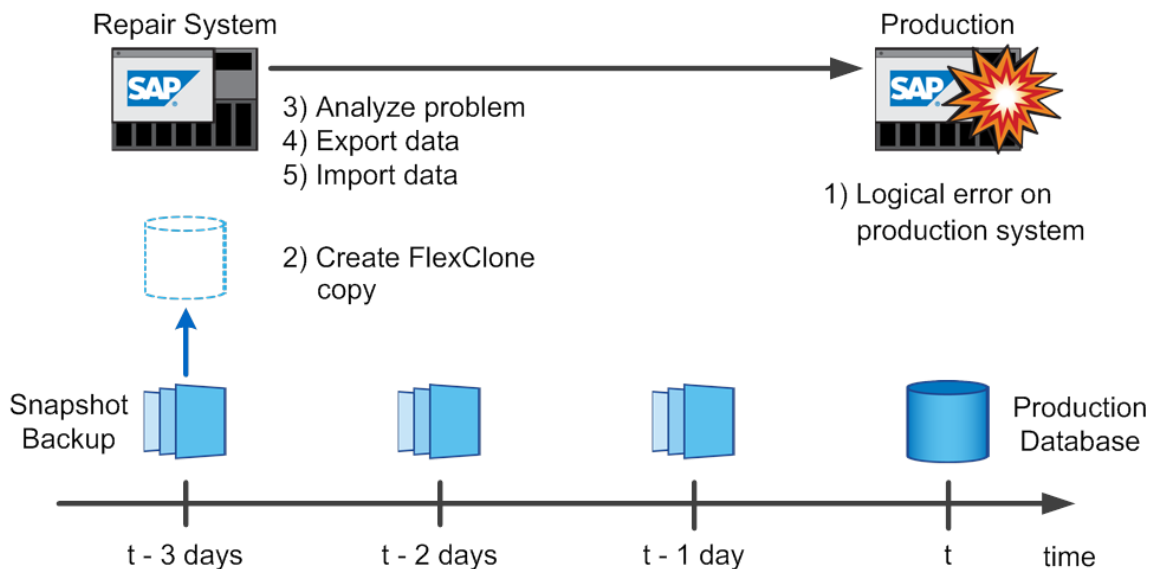 Repair System
Production
SAP
SAP
3) Analyze problem
4) Export data
5) Import data
1) Logical error on
production system
2) Create FlexClone
copy
Snapshot
Backup
Production
Database
t - 3 days
t - 2 days
t - 1 day
t
time